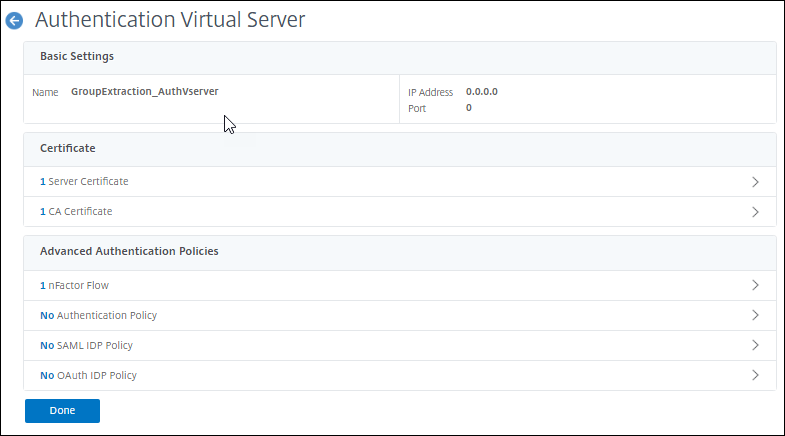 Authentication Virtual Server
Basic Settings
Name GroupExtraction_AuthVserver
IP Address 0.0.0.0
Port 0
Certificate
1 Server Certificate
1 CA Certificate
Advanced Authentication Policies
1 nFactor Flow
No Authentication Policy
No SAML IDP Policy
No OAuth IDP Policy
Done